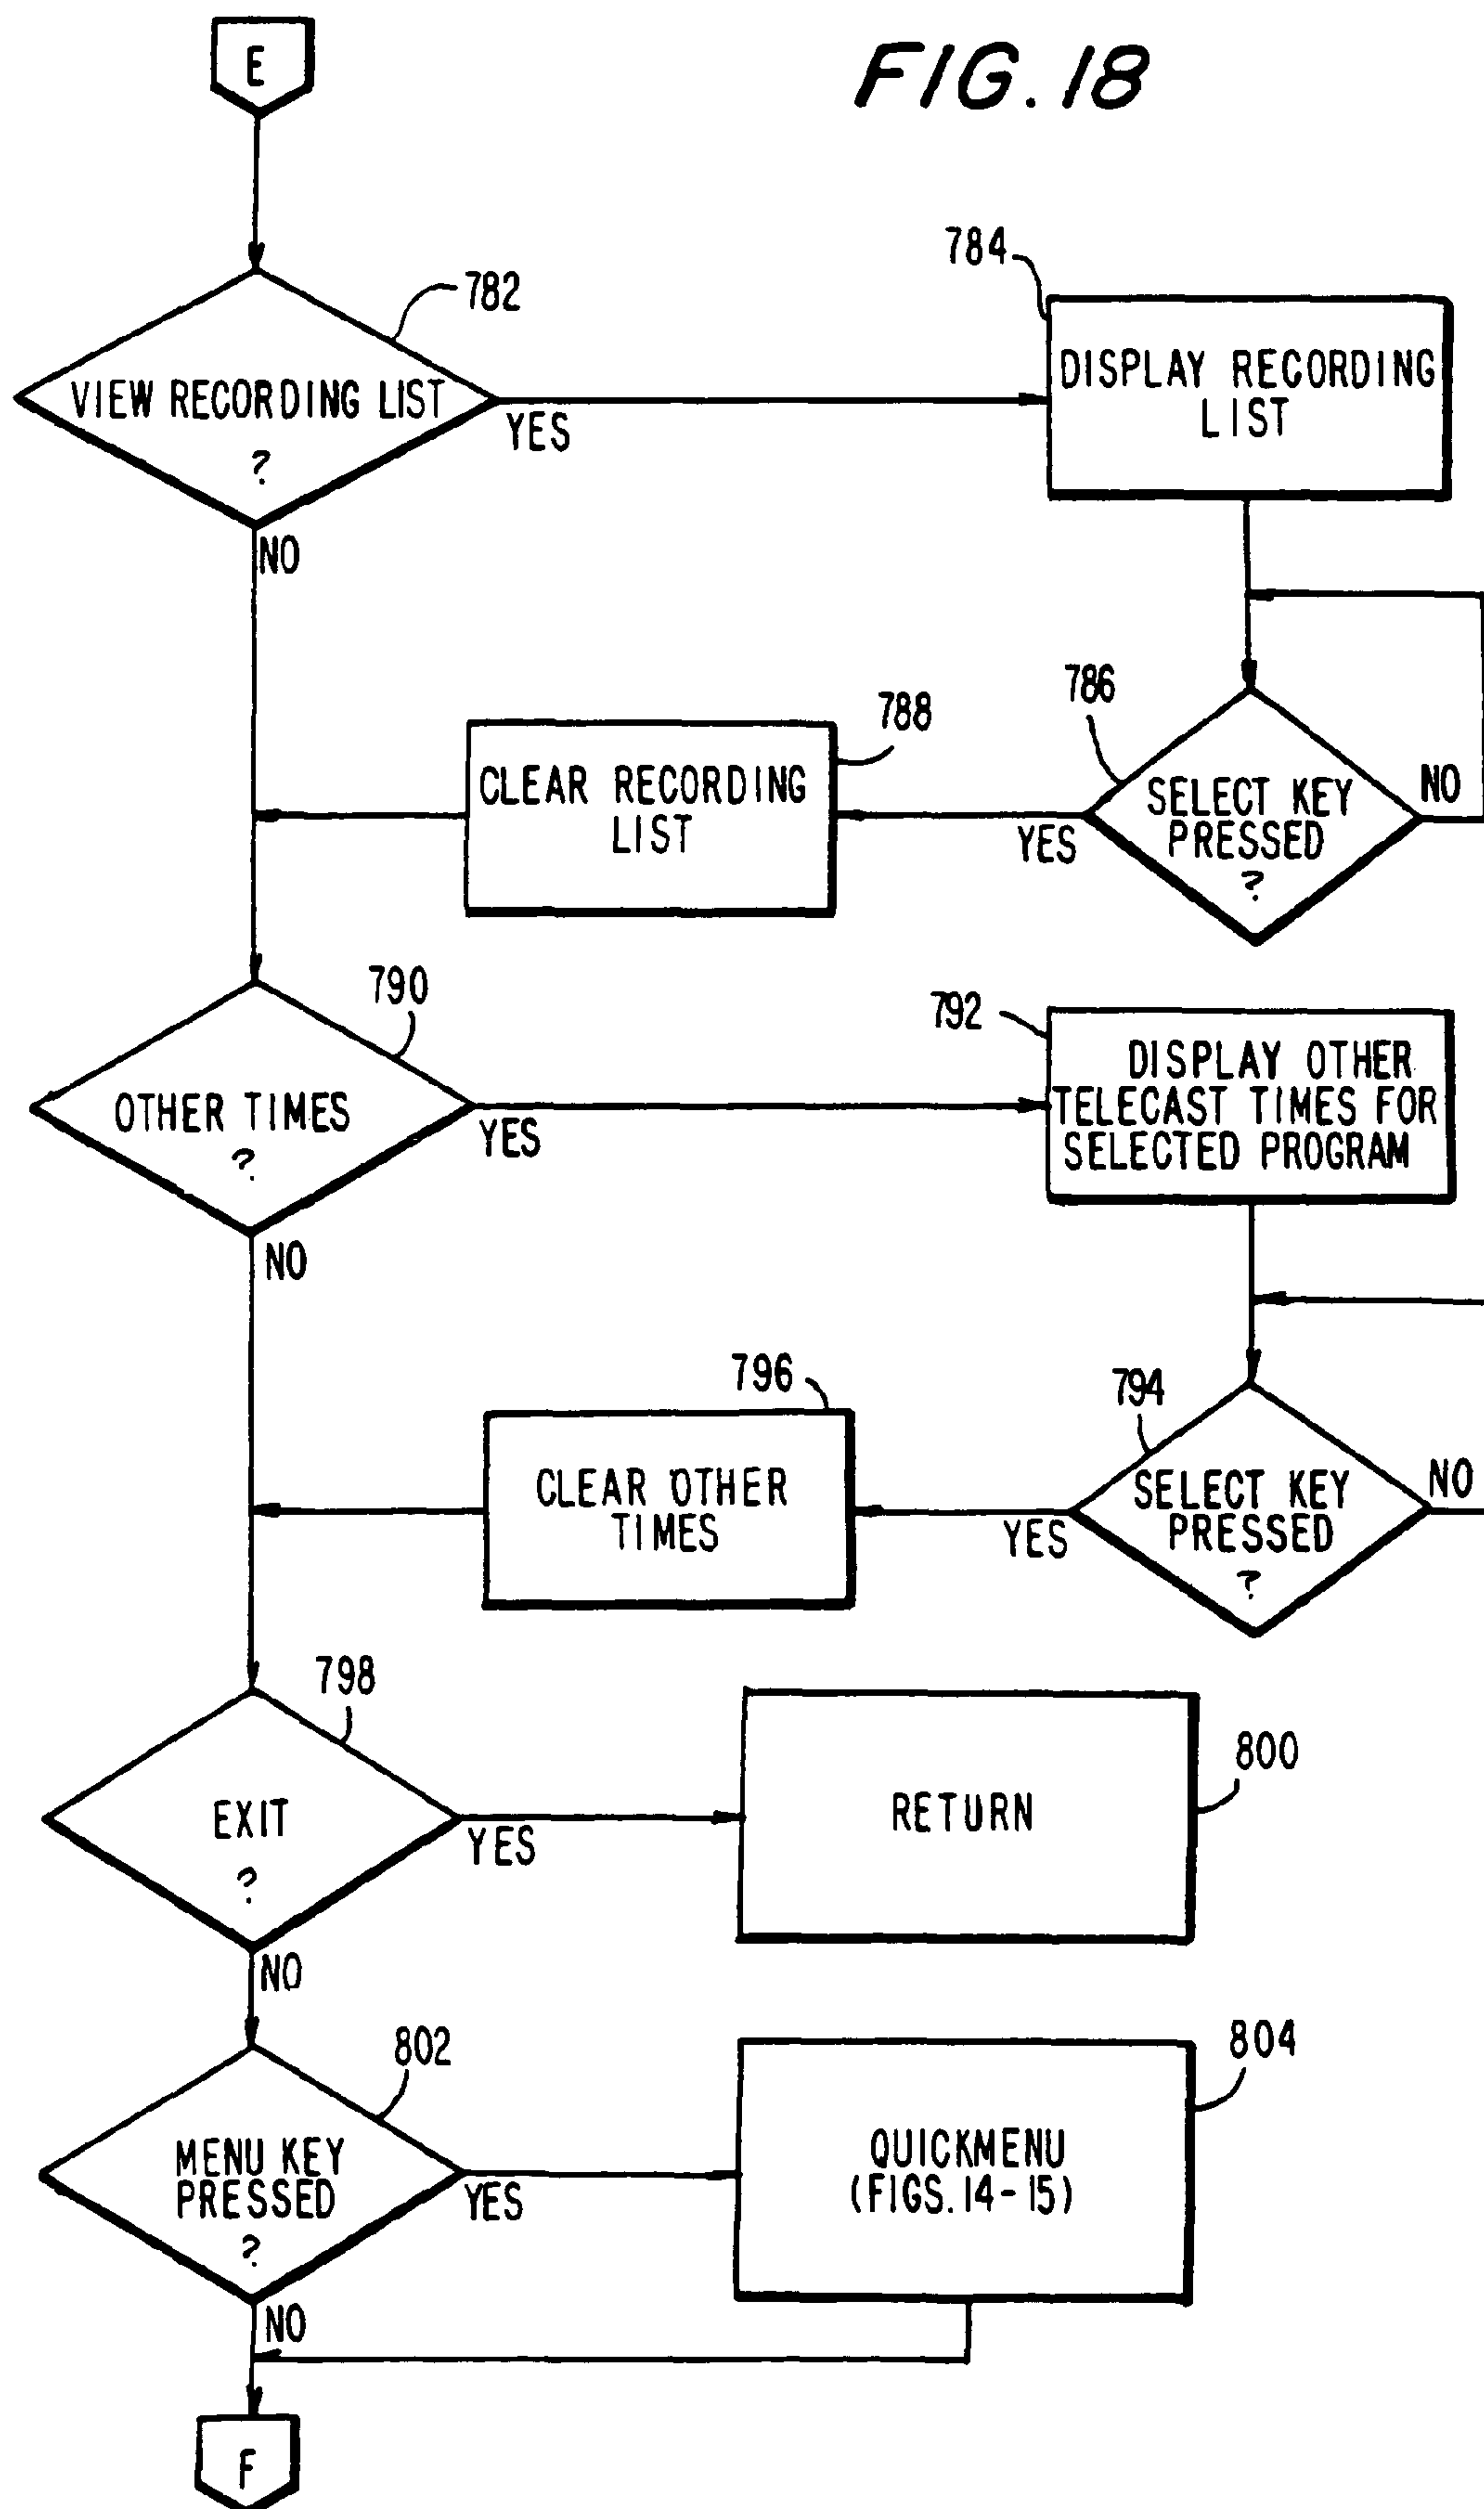 E
FIG. 18
782
784
VIEW RECORDING LIST
?
YES
DISPLAY RECORDING
LIST
NO
786
788
CLEAR RECORDING
LIST
SELECT KEY
PRESSED
?
YES
NO
790
792
OTHER TIMES
?
YES
DISPLAY OTHER
TELECAST TIMES FOR
SELECTED PROGRAM
NO
796
794
CLEAR OTHER
TIMES
SELECT KEY
PRESSED
?
YES
NO
798
800
EXIT
?
YES
RETURN
NO
802
804
MENU KEY
PRESSED
?
YES
QUICKMENU
(FIGS. 14-15)
NO
F